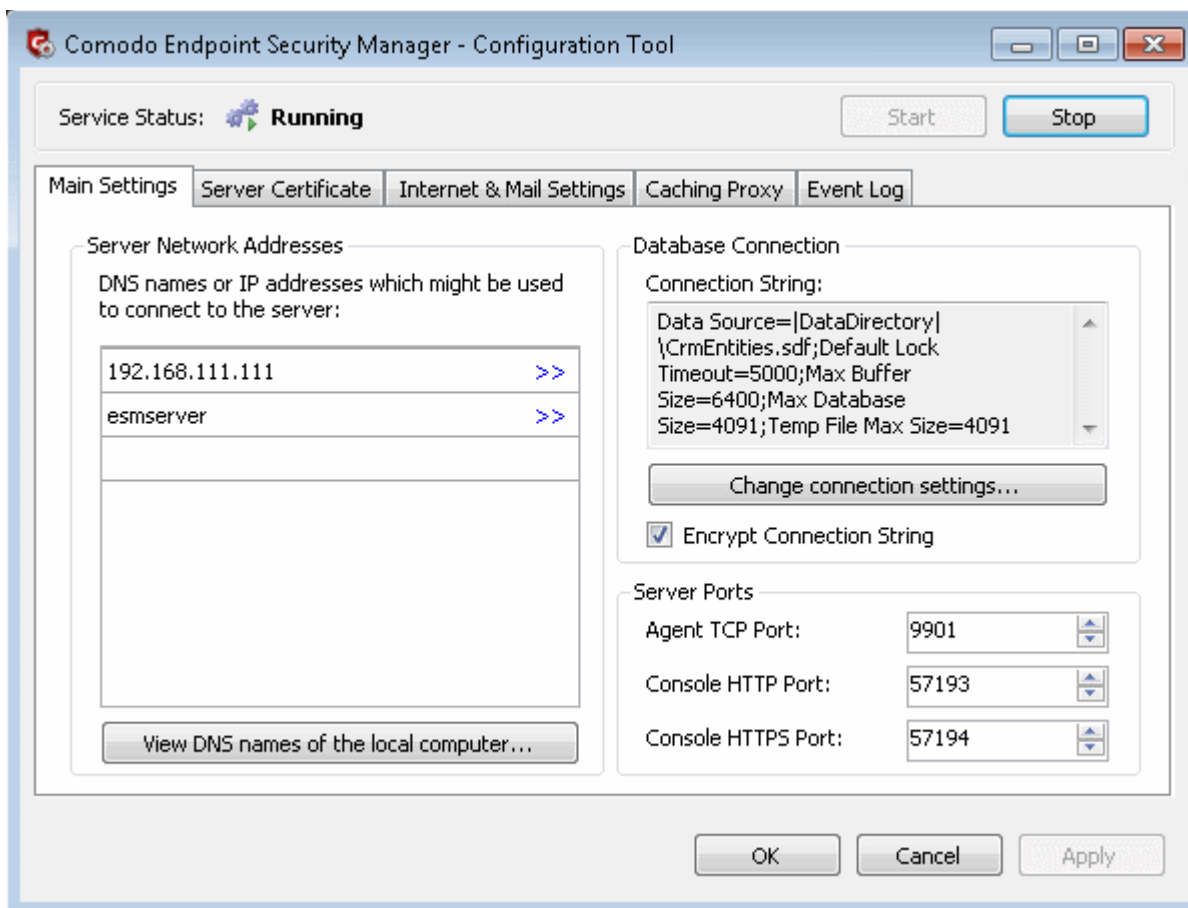 Comodo Endpoint Security Manager - Configuration Tool
Service Status: Running
Start
Stop
Main Settings
Server Certificate
Internet & Mail Settings
Caching Proxy
Event Log
Server Network Addresses
DNS names or IP addresses which might be used
to connect to the server:
192.168.111.111 >>
esmserver >>
View DNS names of the local computer...
Database Connection
Connection String:
Data Source=|DataDirectory|
\CrmEntities.sdf;Default Lock
Timeout=5000;Max Buffer
Size=6400;Max Database
Size=4091;Temp File Max Size=4091
Change connection settings...
Encrypt Connection String
Server Ports
Agent TCP Port: 9901
Console HTTP Port: 57193
Console HTTPS Port: 57194
OK
Cancel
Apply